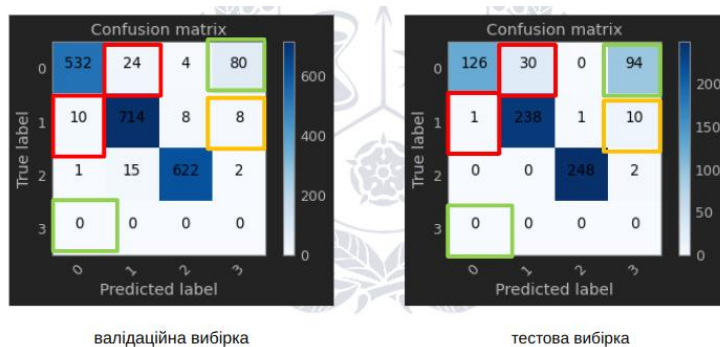 Confusion matrix
0 532 24 4 80
1 10 714 8 8
2 1 15 622 2
3 0 0 0 0
0 1 2 3
True label
Predicted label
600
400
200
0
валідаційна вибірка
Confusion matrix
0 126 30 0 94
1 1 238 1 10
2 0 0 248 2
3 0 0 0 0
0 1 2 3
True label
Predicted label
200
150
100
50
0
тестова вибірка